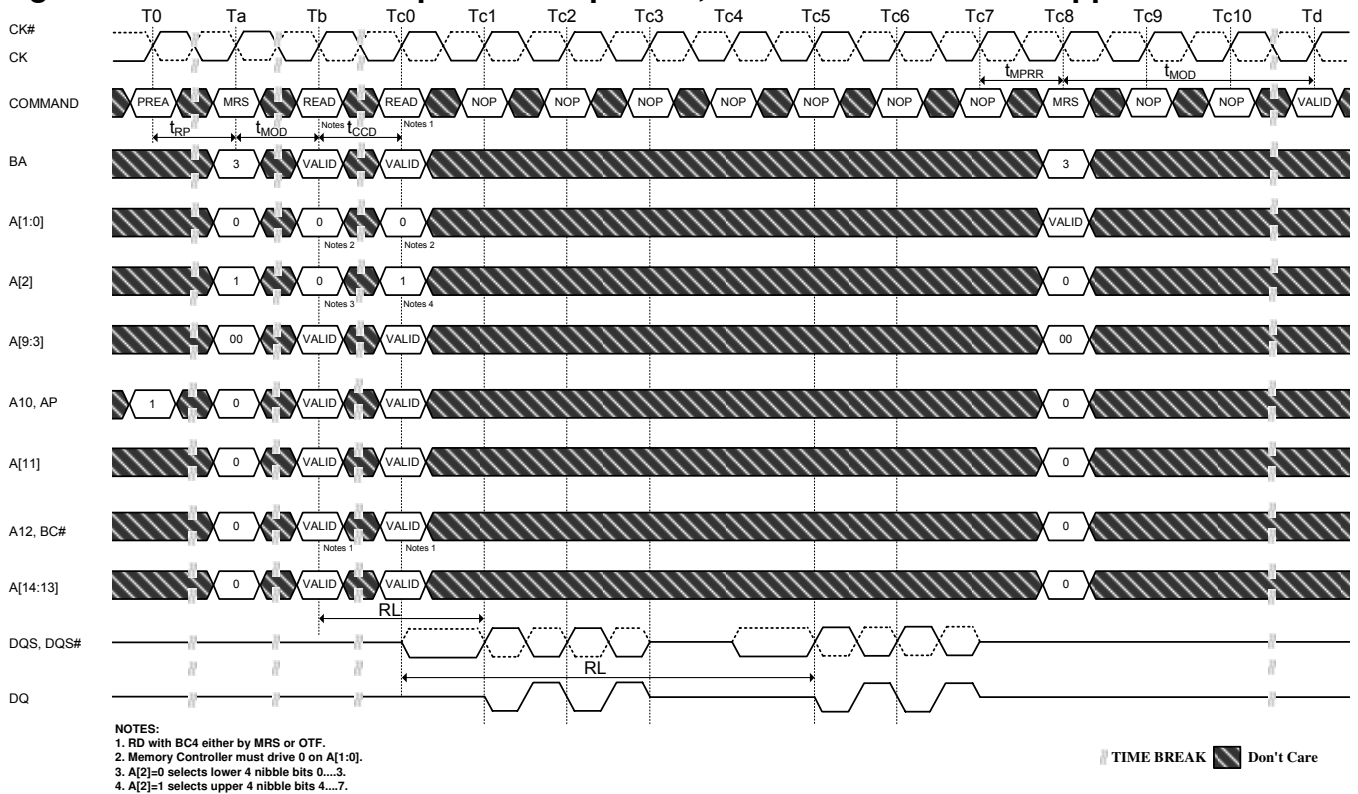 T0 Ta Tb Tc0 Tc1 Tc2 Tc3 Tc4 Tc5 Tc6 Tc7 Tc8 Tc9 Tc10 Td
CK#
CK
tMPRR tMOD
COMMAND PREA MRS READ READ NOP NOP NOP NOP NOP NOP NOP MRS NOP NOP VALID
Notes 1 Notes 1
tRP tMOD tCCD
BA 3 VALID VALID 3
A[1:0] 0 0 0 VALID
Notes 2 Notes 2
A[2] 1 0 1 0
Notes 3 Notes 4
A[9:3] 00 VALID VALID 00
A10, AP 1 0 VALID VALID 0
A[11] 0 VALID VALID 0
A12, BC# 0 VALID VALID 0
Notes 1 Notes 1
A[14:13] 0 VALID VALID 0
RL
DQS, DQS#
RL
DQ
NOTES:
1. RD with BC4 either by MRS or OTF.
2. Memory Controller must drive 0 on A[1:0].
3. A[2]=0 selects lower 4 nibble bits 0....3.
4. A[2]=1 selects upper 4 nibble bits 4....7.
TIME BREAK Don't Care